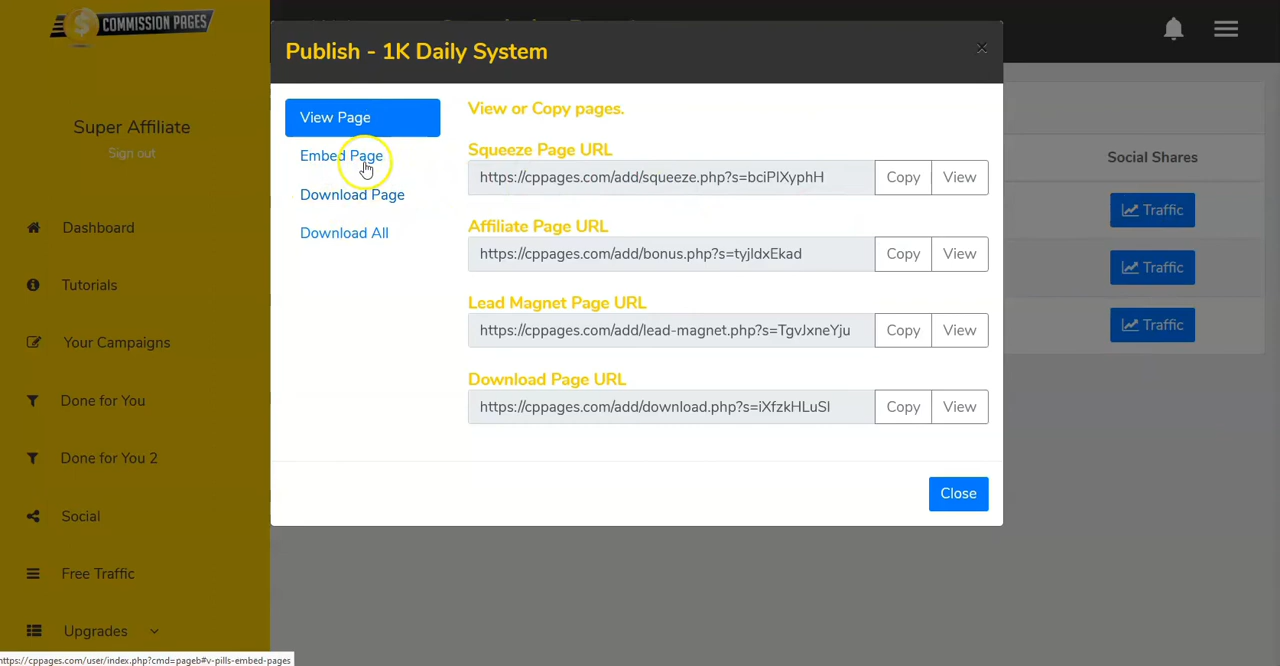 COMMISSION PAGES
Publish - 1K Daily System
×
Super Affiliate
Sign out
Dashboard
Tutorials
Your Campaigns
Done for You
Done for You 2
Social
Free Traffic
Upgrades
View Page
Embed Page
Download Page
Download All
View or Copy pages.
Squeeze Page URL
https://cppages.com/add/squeeze.php?s=bciPlXyphH Copy View
Affiliate Page URL
https://cppages.com/add/bonus.php?s=tyjldxEkad Copy View
Lead Magnet Page URL
https://cppages.com/add/lead-magnet.php?s=TgvJxneYju Copy View
Download Page URL
https://cppages.com/add/download.php?s=iXfzkHLuSl Copy View
Close
Social Shares
Traffic
Traffic
Traffic
https://cppages.com/user/index.php?cmd=pageb#v-pills-embed-pages